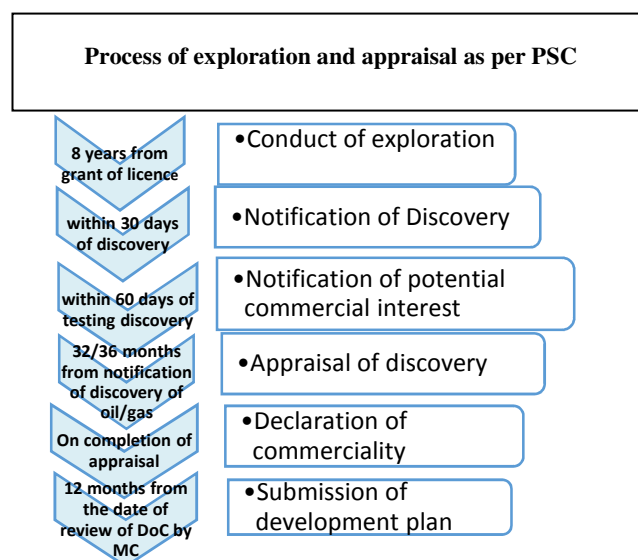 Process of exploration and appraisal as per PSC
8 years from
grant of licence
•Conduct of exploration
within 30 days
of discovery
•Notification of Discovery
within 60 days of
testing discovery
•Notification of potential
commercial interest
32/36 months
from notification
of discovery of
oil/gas
•Appraisal of discovery
On completion of
appraisal
•Declaration of
commerciality
12 months from
the date of
review of DoC by
MC
•Submission of
development plan